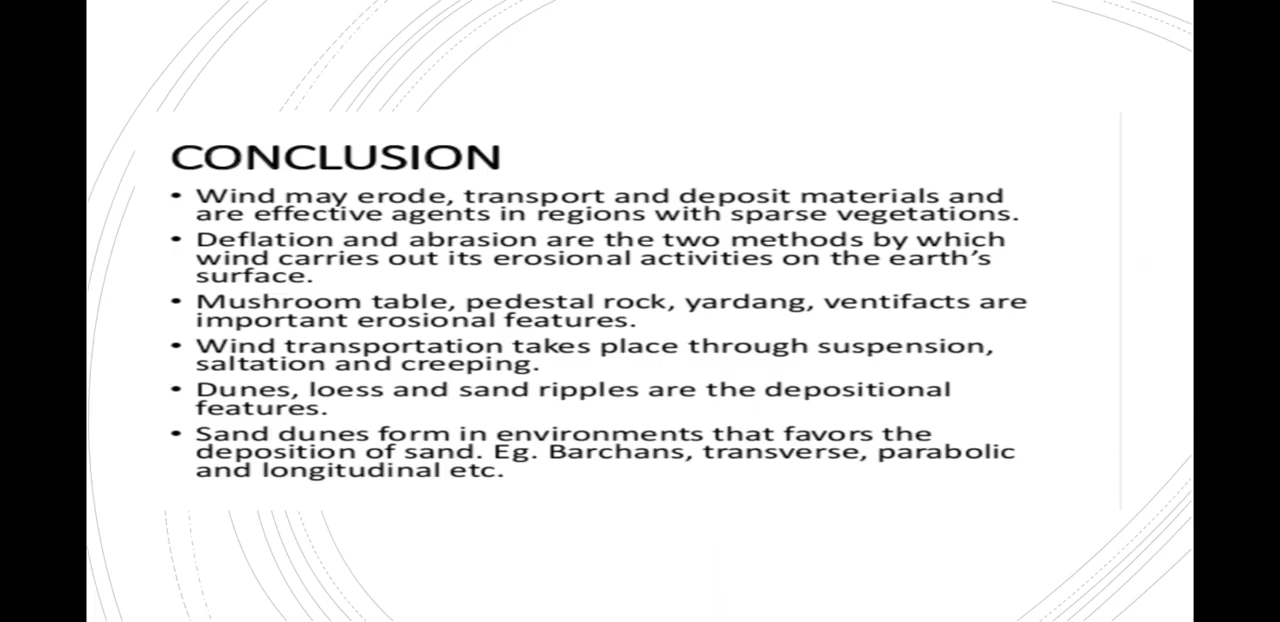 CONCLUSION
• Wind may erode, transport and deposit materials and
are effective agents in regions with sparse vegetations.
• Deflation and abrasion are the two methods by which
wind carries out its erosional activities on the earth's
surface.
• Mushroom table, pedestal rock, yardang, ventifacts are
important erosional features.
• Wind transportation takes place through suspension,
saltation and creeping.
• Dunes, loess and sand ripples are the depositional
features.
• Sand dunes form in environments that favors the
deposition of sand. Eg. Barchans, transverse, parabolic
and longitudinal etc.